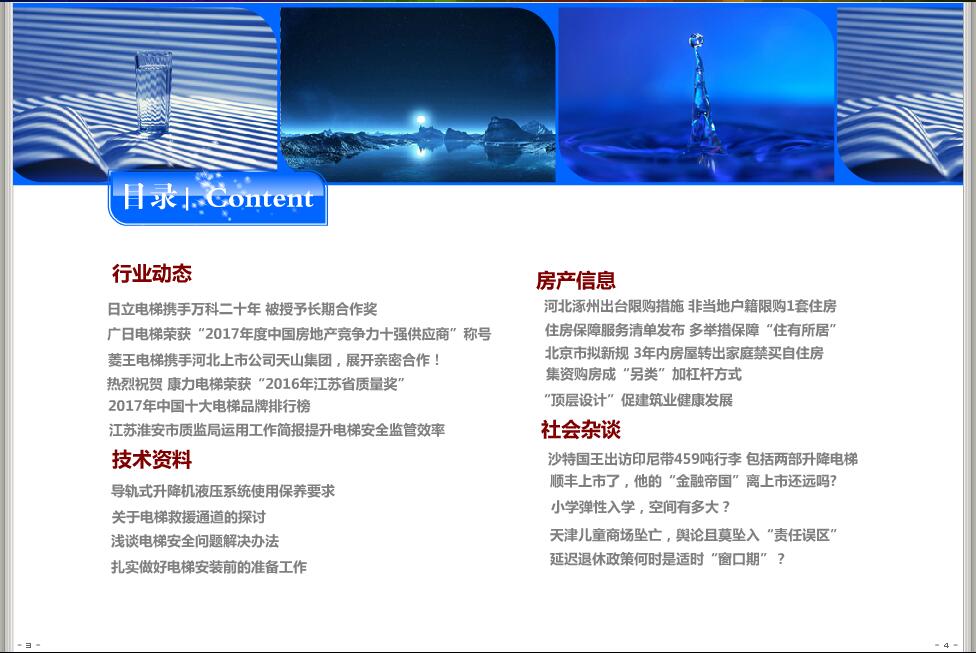 目录| Content
行业动态
日立电梯携手万科二十年 被授予长期合作奖
广日电梯荣获“2017年度中国房地产竞争力十强供应商”称号
菱王电梯携手河北上市公司天山集团，展开亲密合作！
热烈祝贺 康力电梯荣获“2016年江苏省质量奖”
2017年中国十大电梯品牌排行榜
江苏淮安市质监局运用工作简报提升电梯安全监管效率
技术资料
导轨式升降机液压系统使用保养要求
关于电梯救援通道的探讨
浅谈电梯安全问题解决办法
扎实做好电梯安装前的准备工作
房产信息
河北涿州出台限购措施 非当地户籍限购1套住房
住房保障服务清单发布 多举措保障“住有所居”
北京市拟新规 3年内房屋转出家庭禁买自住房
集资购房成“另类”加杠杆方式
“顶层设计”促建筑业健康发展
社会杂谈
沙特国王出访印尼带459吨行李 包括两部升降电梯
顺丰上市了，他的“金融帝国”离上市还远吗?
小学弹性入学，空间有多大？
天津儿童商场坠亡，舆论且莫坠入“责任误区”
延迟退休政策何时是适时“窗口期”？
- 3 -
- 4 -